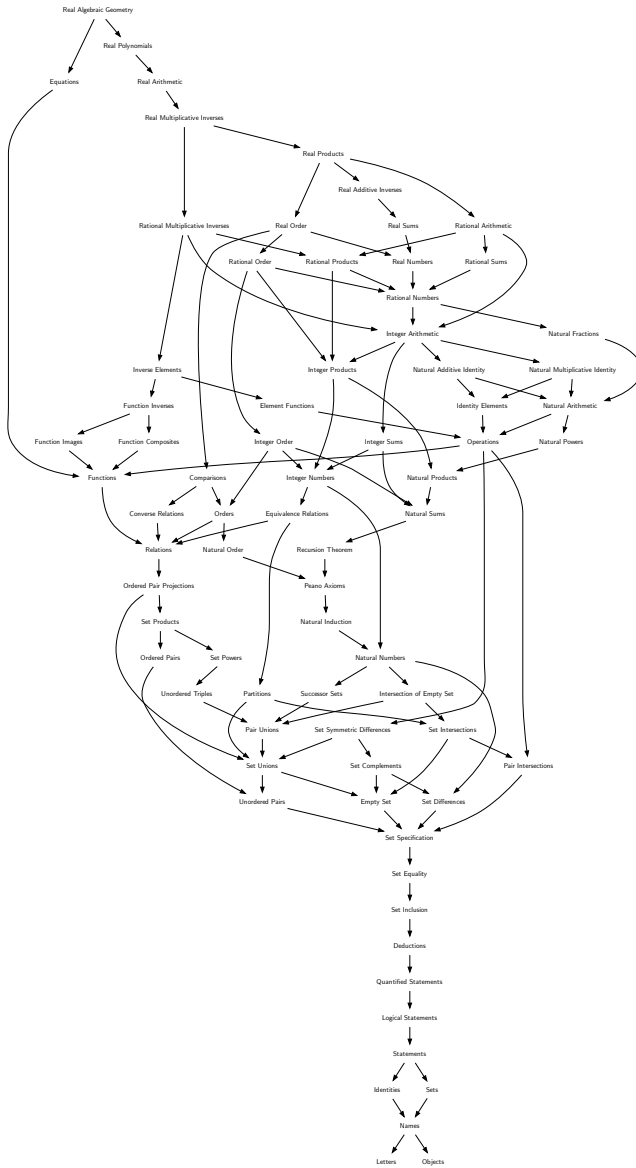 Real Algebraic Geometry
Real Polynomials
Equations
Real Arithmetic
Real Multiplicative Inverses
Real Products
Real Additive Inverses
Rational Multiplicative Inverses
Real Order
Real Sums
Rational Arithmetic
Rational Order
Rational Products
Real Numbers
Rational Sums
Rational Numbers
Integer Arithmetic
Natural Fractions
Inverse Elements
Integer Products
Natural Additive Identity
Natural Multiplicative Identity
Function Inverses
Element Functions
Identity Elements
Natural Arithmetic
Function Images
Function Composites
Integer Order
Integer Sums
Operations
Natural Powers
Functions
Comparisons
Integer Numbers
Natural Products
Converse Relations
Orders
Equivalence Relations
Natural Sums
Relations
Natural Order
Recursion Theorem
Ordered Pair Projections
Peano Axioms
Set Products
Natural Induction
Ordered Pairs
Set Powers
Natural Numbers
Unordered Triples
Partitions
Successor Sets
Intersection of Empty Set
Pair Unions
Set Symmetric Differences
Set Intersections
Set Unions
Set Complements
Pair Intersections
Unordered Pairs
Empty Set
Set Differences
Set Specification
Set Equality
Set Inclusion
Deductions
Quantified Statements
Logical Statements
Statements
Identities
Sets
Names
Letters
Objects